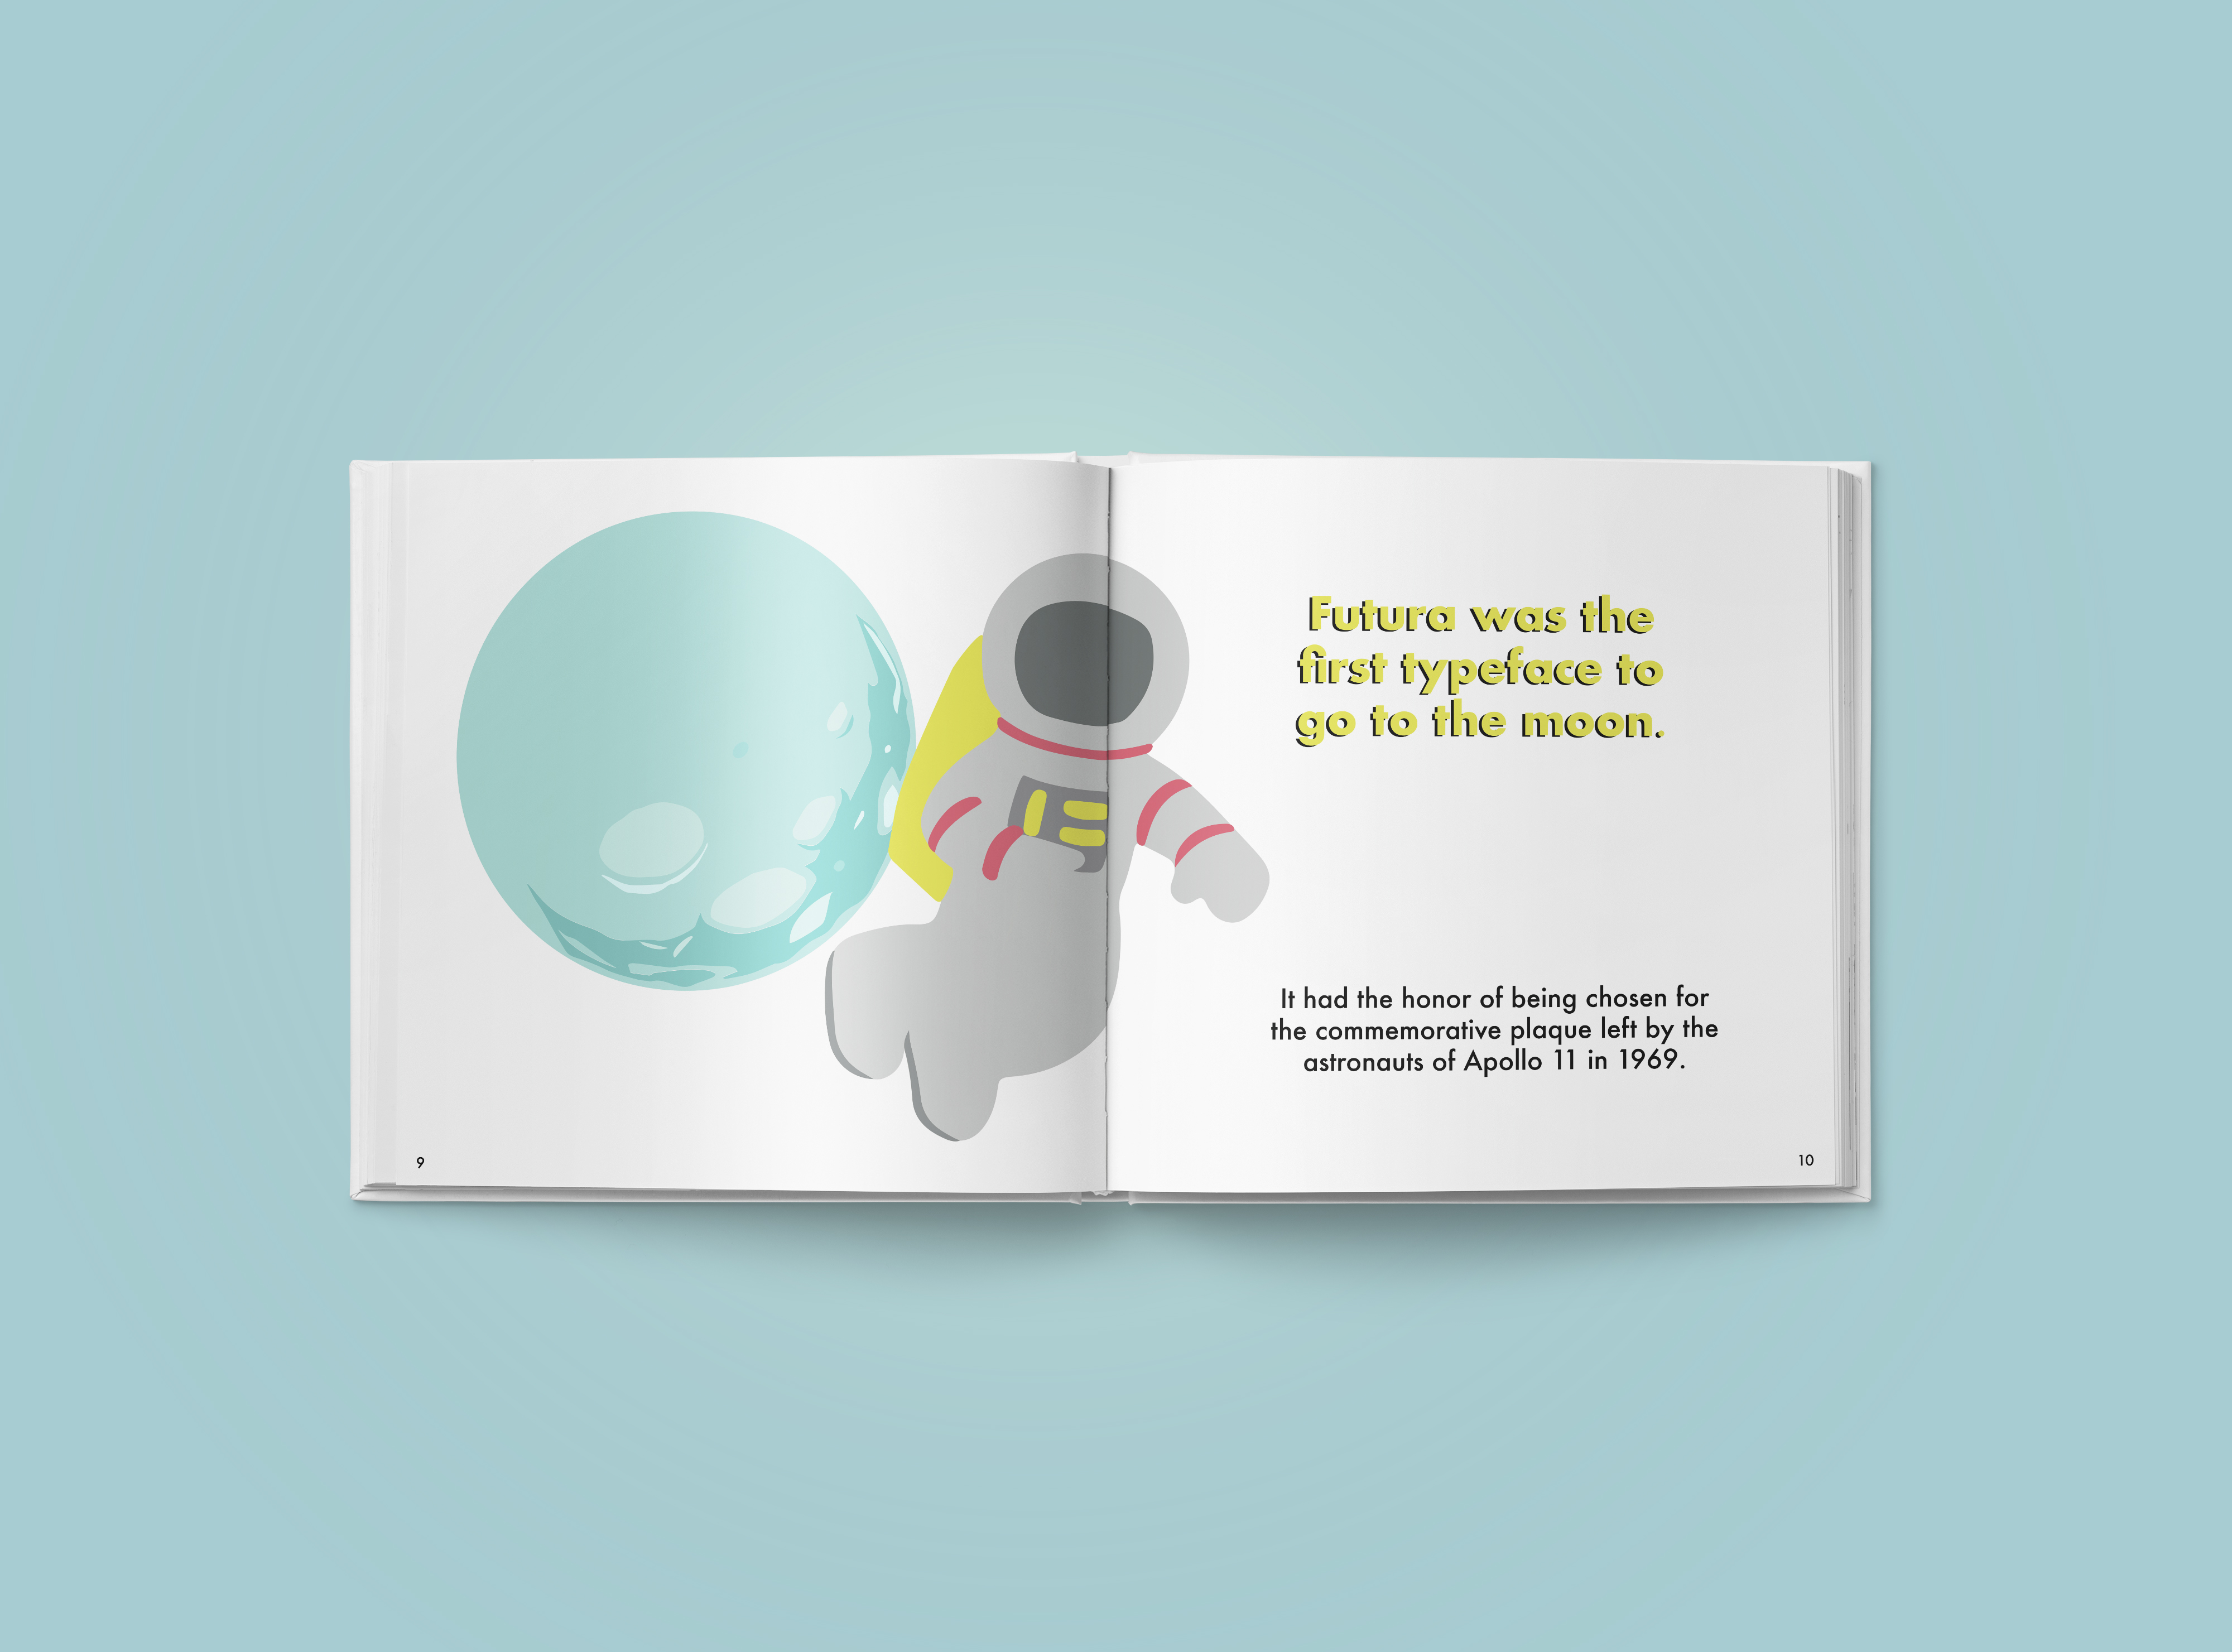 Futura was the
first typeface to
go to the moon.
It had the honor of being chosen for
the commemorative plaque left by the
astronauts of Apollo 11 in 1969.
9
10